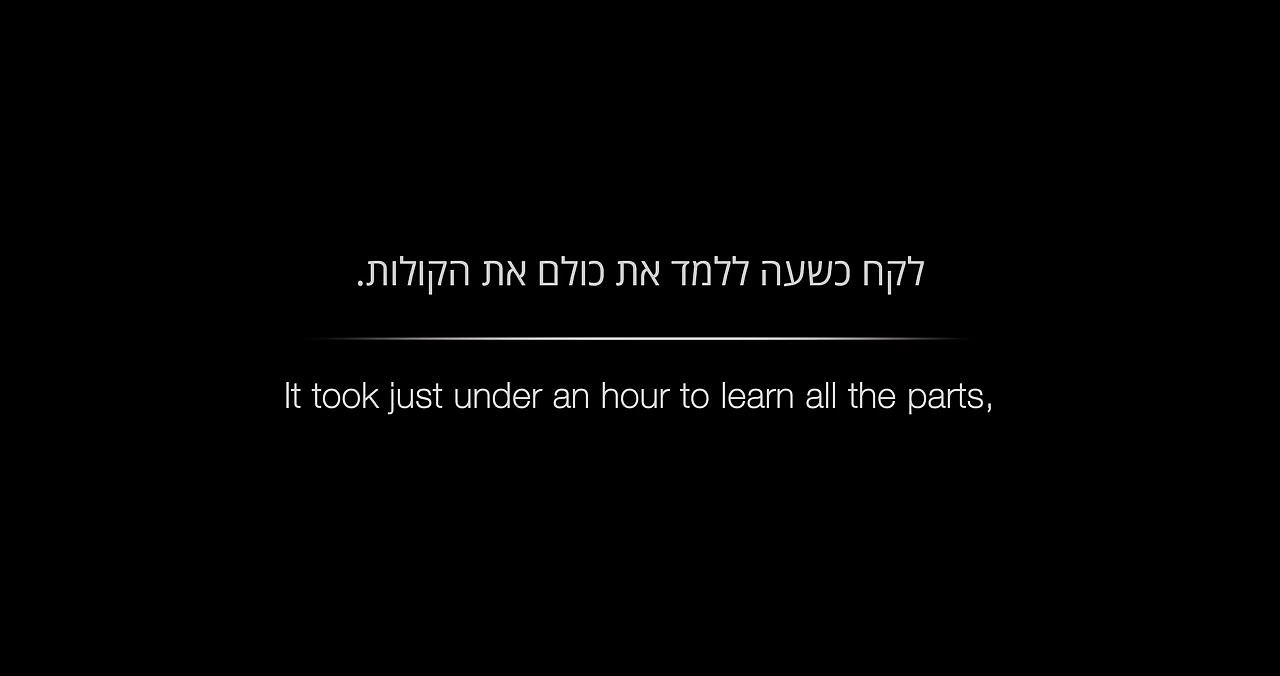 לקח כשעה ללמד את כולם את הקולות.
It took just under an hour to learn all the parts,